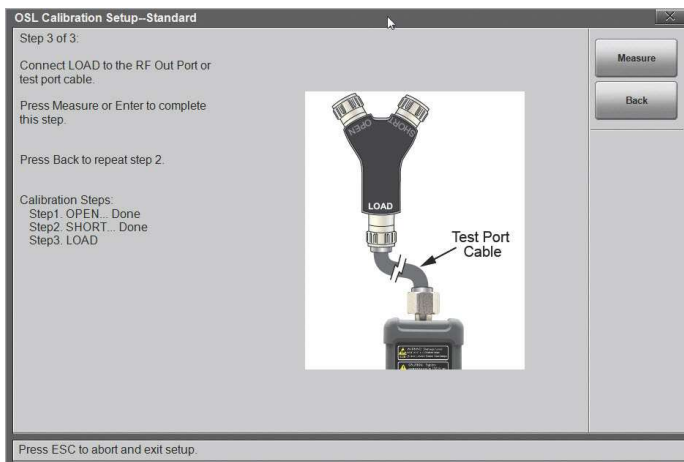 OSL Calibration Setup--Standard
Step 3 of 3:
Connect LOAD to the RF Out Port or
test port cable.
Press Measure or Enter to complete
this step.
Press Back to repeat step 2.
Calibration Steps:
Step1. OPEN... Done
Step2. SHORT... Done
Step3. LOAD
OPEN
SHORT
LOAD
Test Port
Cable
Measure
Back
Press ESC to abort and exit setup.